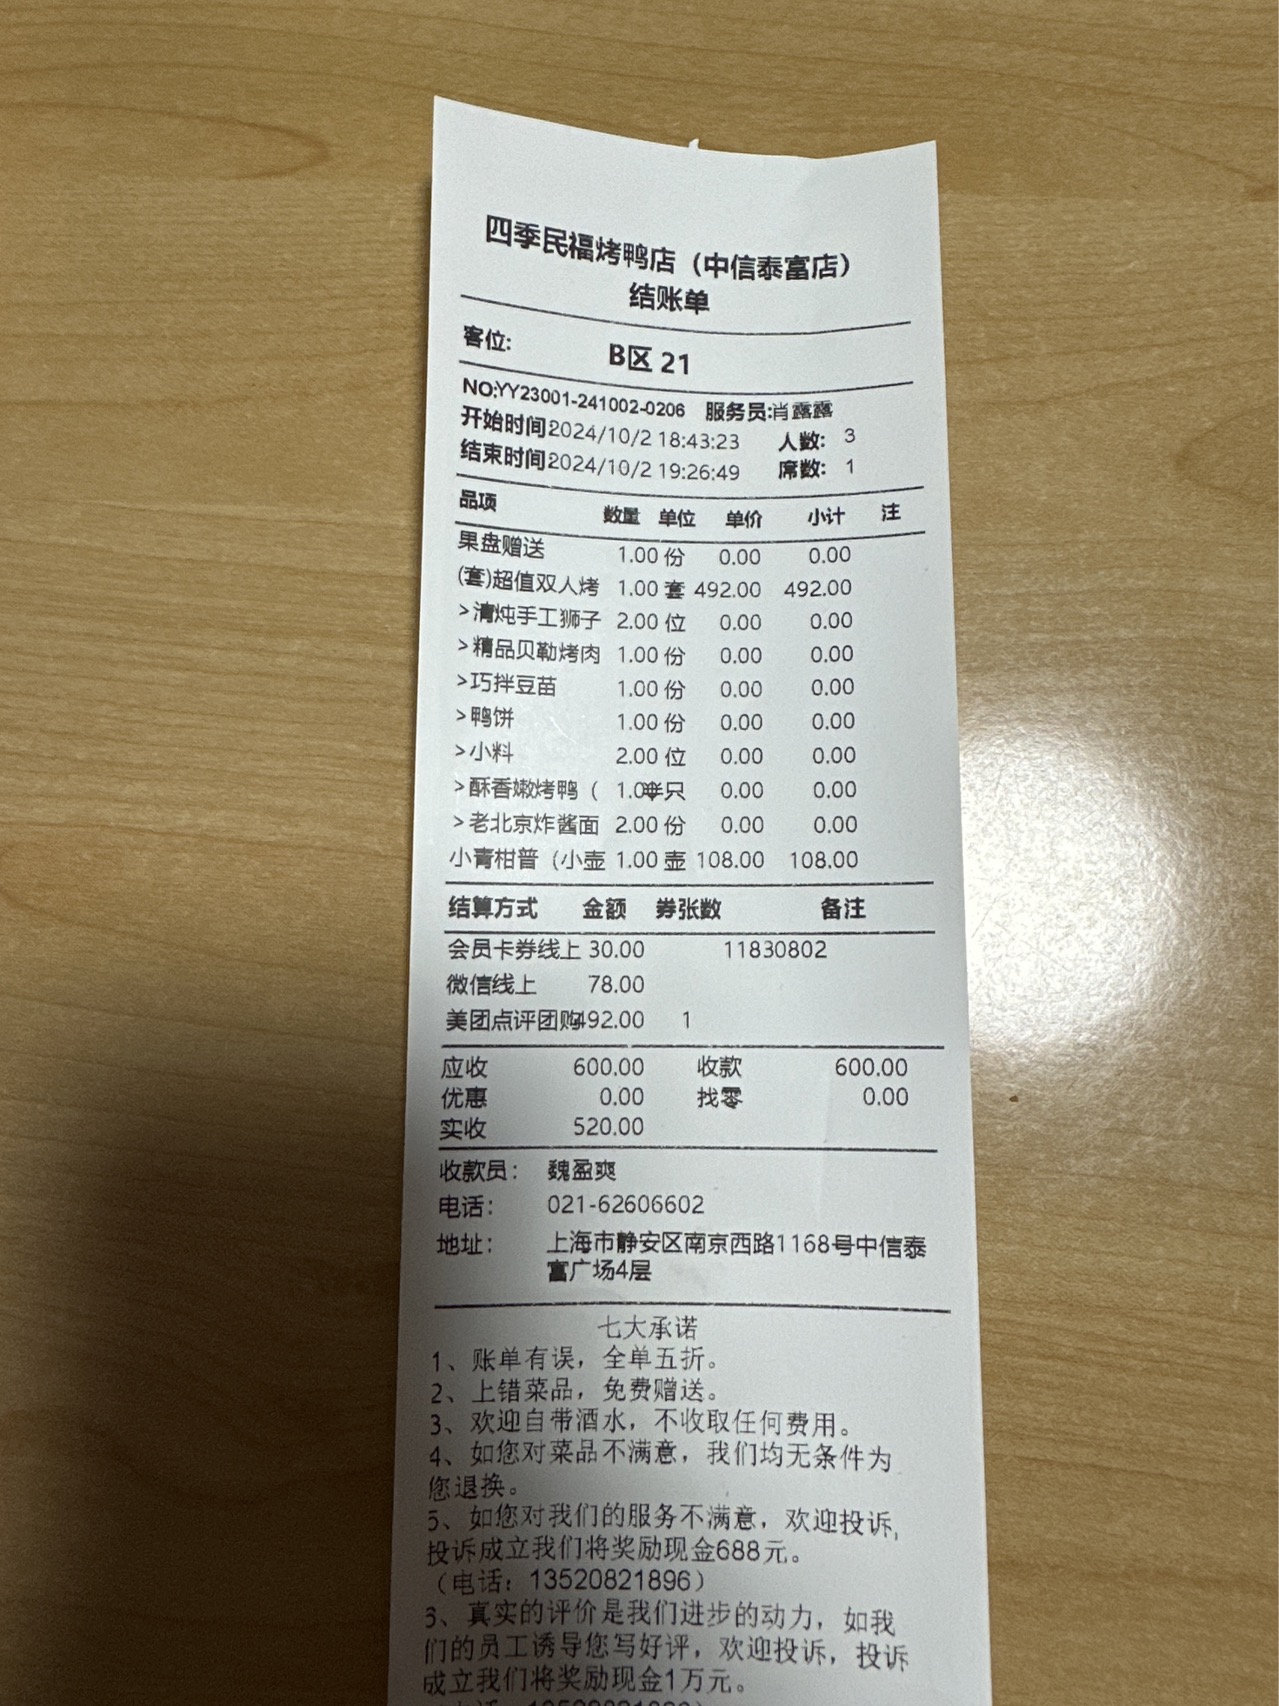 四季民福烤鸭店（中信泰富店）
结账单
客位: B区 21
NO:YY23001-241002-0206 服务员:肖露露
开始时间2024/10/2 18:43:23 人数: 3
结束时间2024/10/2 19:26:49 席数: 1
品项 数量 单位 单价 小计 注
果盘赠送 1.00 份 0.00 0.00
(套)超值双人烤 1.00 套 492.00 492.00
>清炖手工狮子 2.00 位 0.00 0.00
>精品贝勒烤肉 1.00 份 0.00 0.00
>巧拌豆苗 1.00 份 0.00 0.00
>鸭饼 1.00 份 0.00 0.00
>小料 2.00 位 0.00 0.00
>酥香嫩烤鸭（ 1.00半只 0.00 0.00
>老北京炸酱面 2.00 份 0.00 0.00
小青柑普（小壶 1.00 壶 108.00 108.00
结算方式 金额 券张数 备注
会员卡券线上 30.00 11830802
微信线上 78.00
美团点评团购492.00 1
应收 600.00 收款 600.00
优惠 0.00 找零 0.00
实收 520.00
收款员: 魏盈爽
电话: 021-62606602
地址: 上海市静安区南京西路1168号中信泰
富广场4层
七大承诺
1、账单有误，全单五折。
2、上错菜品，免费赠送。
3、欢迎自带酒水，不收取任何费用。
4、如您对菜品不满意，我们均无条件为
您退换。
5、如您对我们的服务不满意，欢迎投诉,
投诉成立我们将奖励现金688元。
（电话：13520821896）
3、真实的评价是我们进步的动力，如我
们的员工诱导您写好评，欢迎投诉，投诉
成立我们将奖励现金1万元。